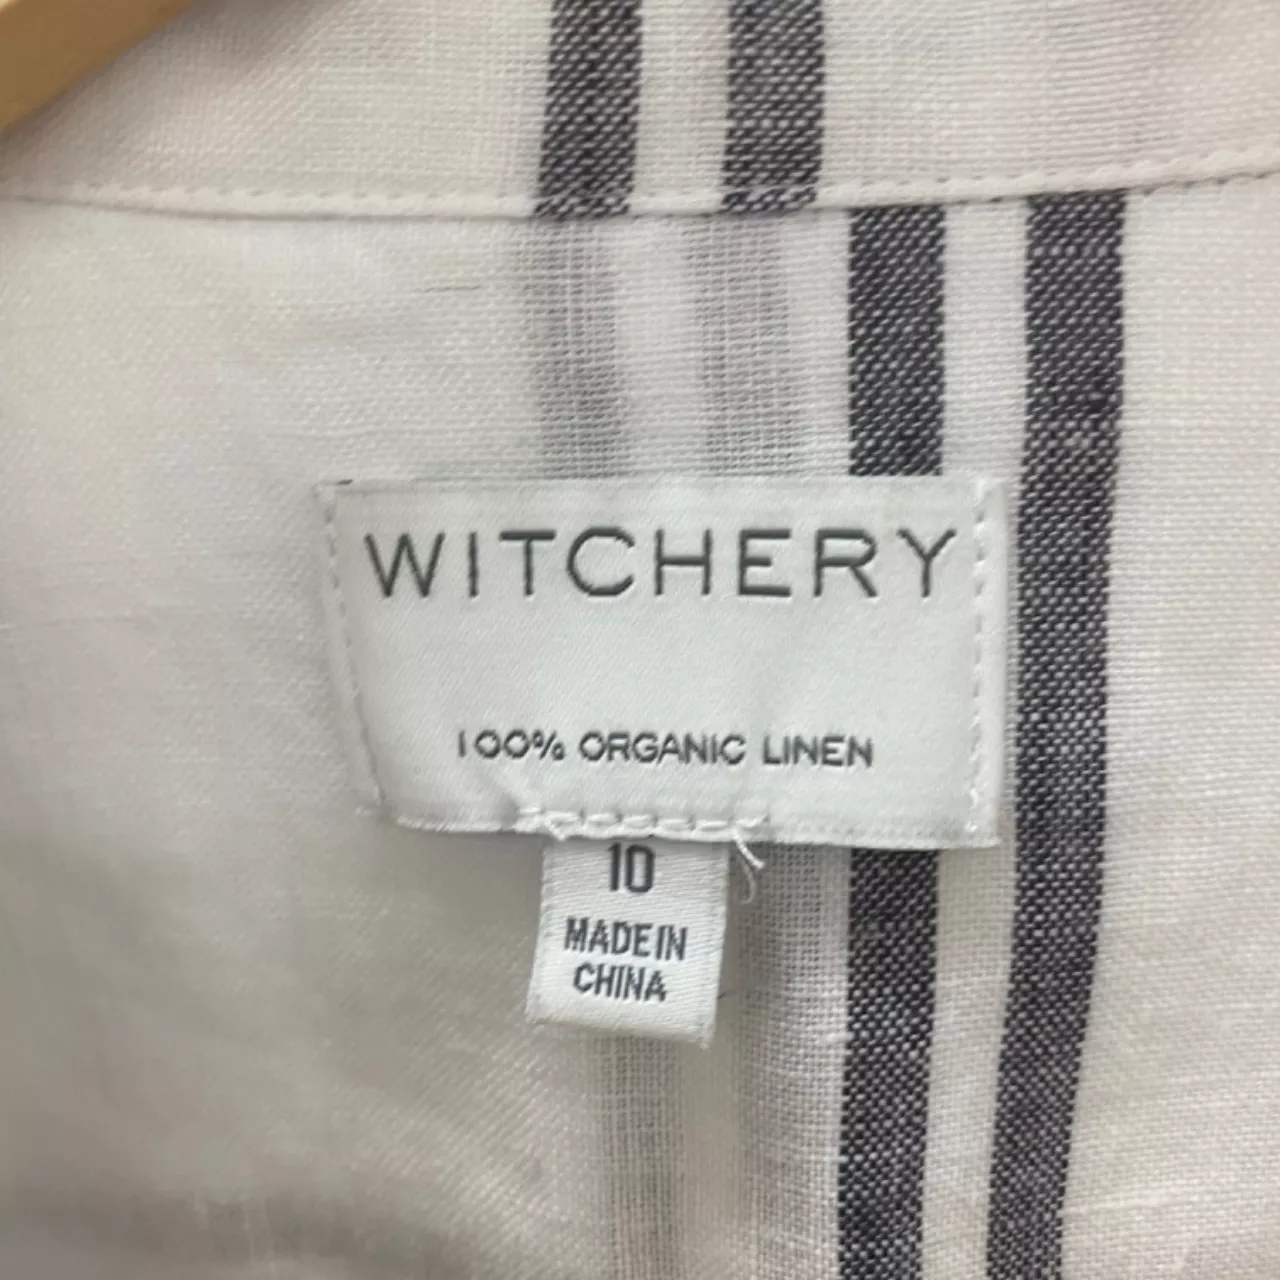 WITCHERY
100% ORGANIC LINEN
10
MADE IN
CHINA